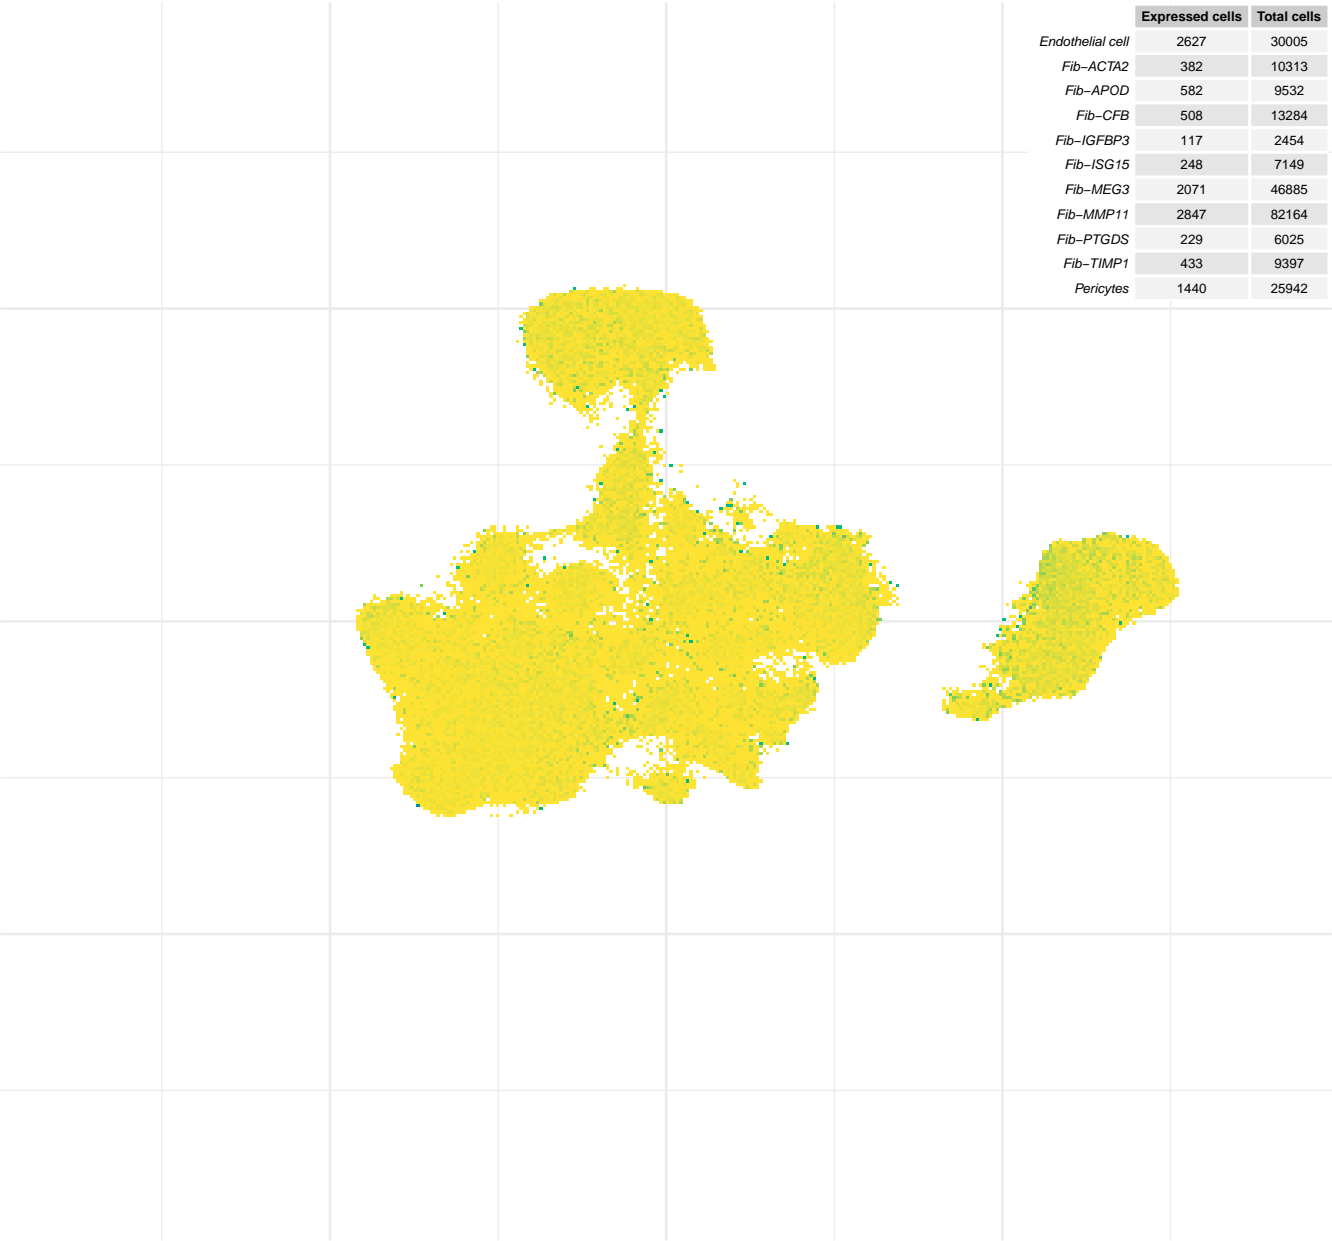 Expressed cells Total cells
Endothelial cell 2627 30005
Fib−ACTA2 382 10313
Fib−APOD 582 9532
Fib−CFB 508 13284
Fib−IGFBP3 117 2454
Fib−ISG15 248 7149
Fib−MEG3 2071 46885
Fib−MMP11 2847 82164
Fib−PTGDS 229 6025
Fib−TIMP1 433 9397
Pericytes 1440 25942